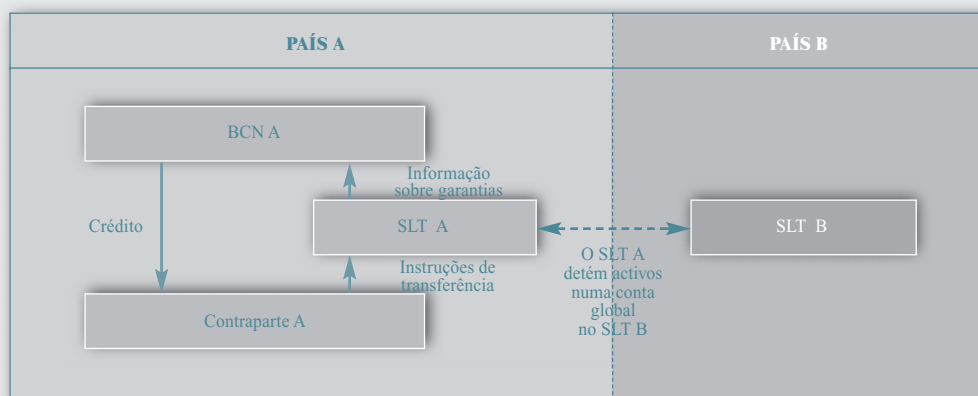 PAÍS A
PAÍS B
BCN A
Informação
sobre garantias
Crédito
SLT A
SLT B
Instruções de
transferência
O SLT A
detém activos
numa conta
global
no SLT B
Contraparte A